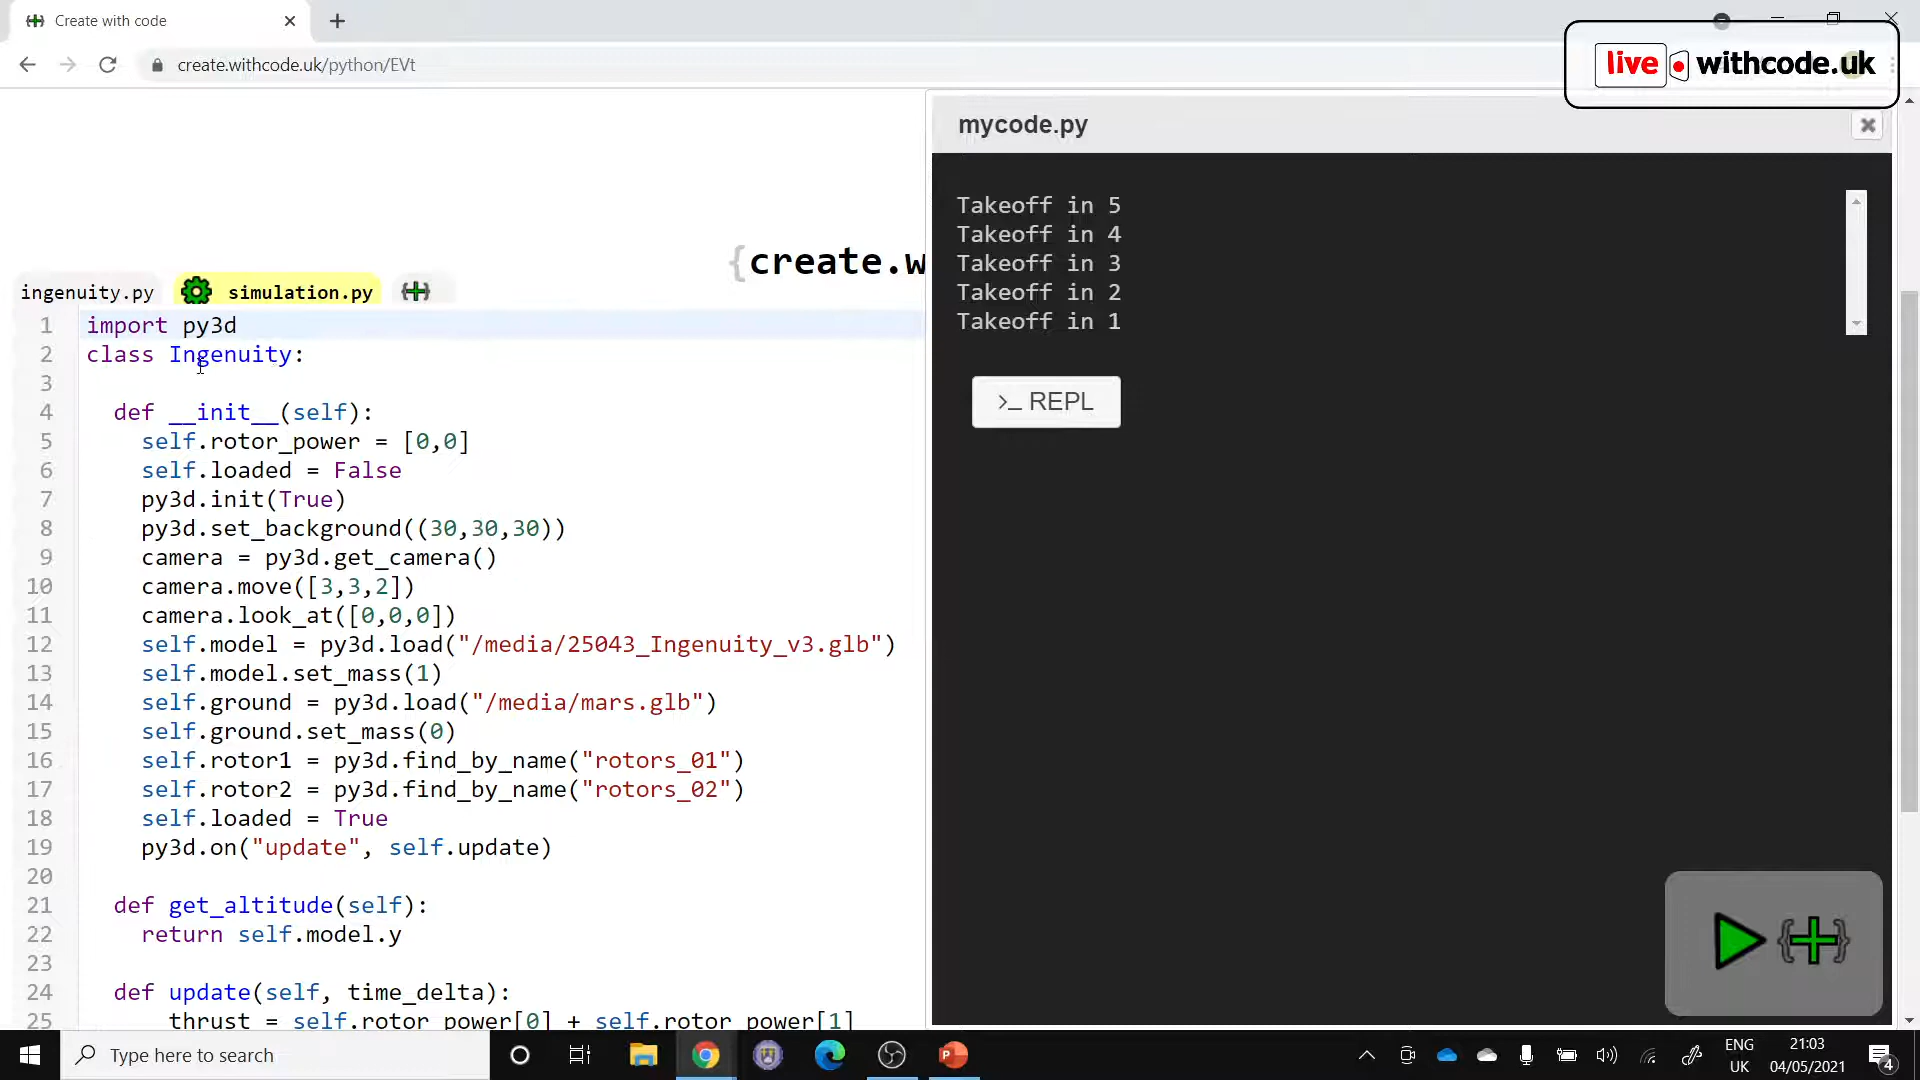 Create with code
create.withcode.uk/python/EVt
live withcode.uk
mycode.py
Takeoff in 5
Takeoff in 4
Takeoff in 3
Takeoff in 2
Takeoff in 1
>_ REPL
{create.w
ingenuity.py
simulation.py
{+}
1 import py3d
2 class Ingenuity:
3
4 def __init__(self):
5 self.rotor_power = [0,0]
6 self.loaded = False
7 py3d.init(True)
8 py3d.set_background((30,30,30))
9 camera = py3d.get_camera()
10 camera.move([3,3,2])
11 camera.look_at([0,0,0])
12 self.model = py3d.load("/media/25043_Ingenuity_v3.glb")
13 self.model.set_mass(1)
14 self.ground = py3d.load("/media/mars.glb")
15 self.ground.set_mass(0)
16 self.rotor1 = py3d.find_by_name("rotors_01")
17 self.rotor2 = py3d.find_by_name("rotors_02")
18 self.loaded = True
19 py3d.on("update", self.update)
20
21 def get_altitude(self):
22 return self.model.y
23
24 def update(self, time_delta):
25 thrust = self.rotor_power[0] + self.rotor_power[1]
{+}
Type here to search
ENG
UK
21:03
04/05/2021
4